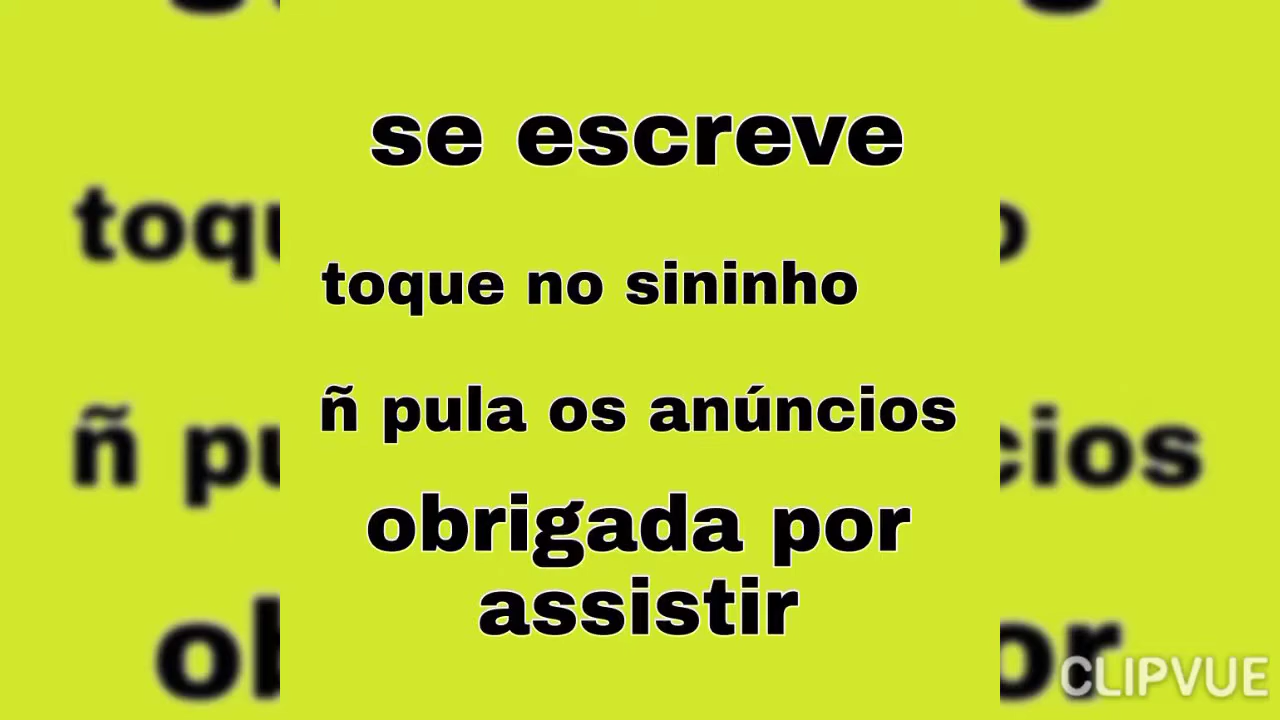 se escreve
toque no sininho
ñ pula os anúncios
obrigada por
assistir
CLIPVUE